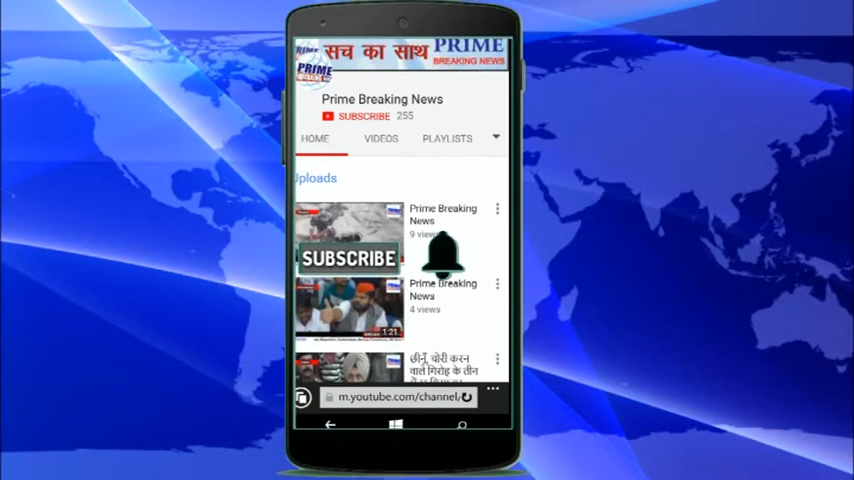 PRIME
सच का साथ
PRIME
BREAKING NEWS
PRIME
Prime Breaking News
SUBSCRIBE 255
HOME VIDEOS PLAYLISTS
Uploads
Prime Breaking
News
9 views
SUBSCRIBE
Prime Breaking
News
4 views
1:21
छीनूँ, चोरी करन
वाले गिरोह के तीन
m.youtube.com/channel/